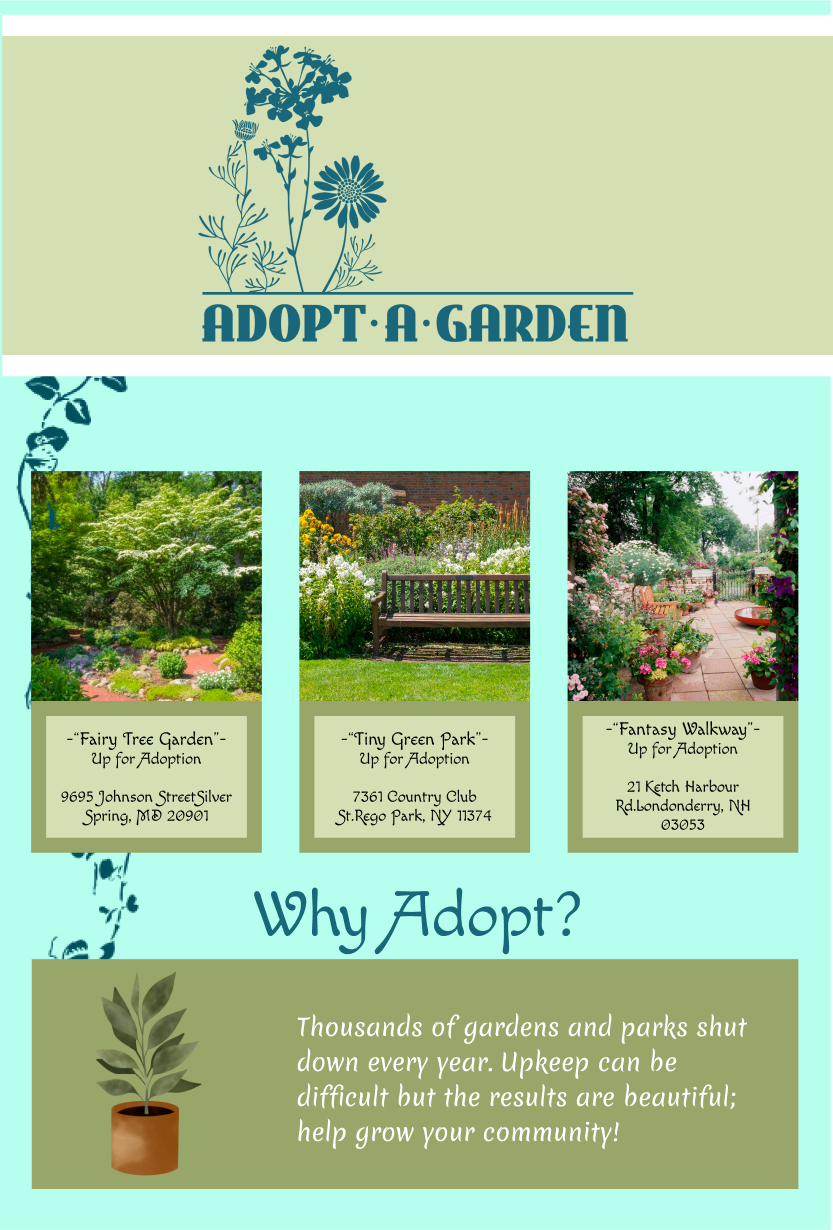 ADOPT·A·GARDEN
-“Fairy Tree Garden”-
Up for Adoption
9695 Johnson StreetSilver
Spring, MD 20901
-“Tiny Green Park”-
Up for Adoption
7361 Country Club
St.Rego Park, NY 11374
-“Fantasy Walkway”-
Up for Adoption
21 Ketch Harbour
Rd.Londonderry, NH
03053
Why Adopt?
Thousands of gardens and parks shut
down every year. Upkeep can be
difficult but the results are beautiful;
help grow your community!